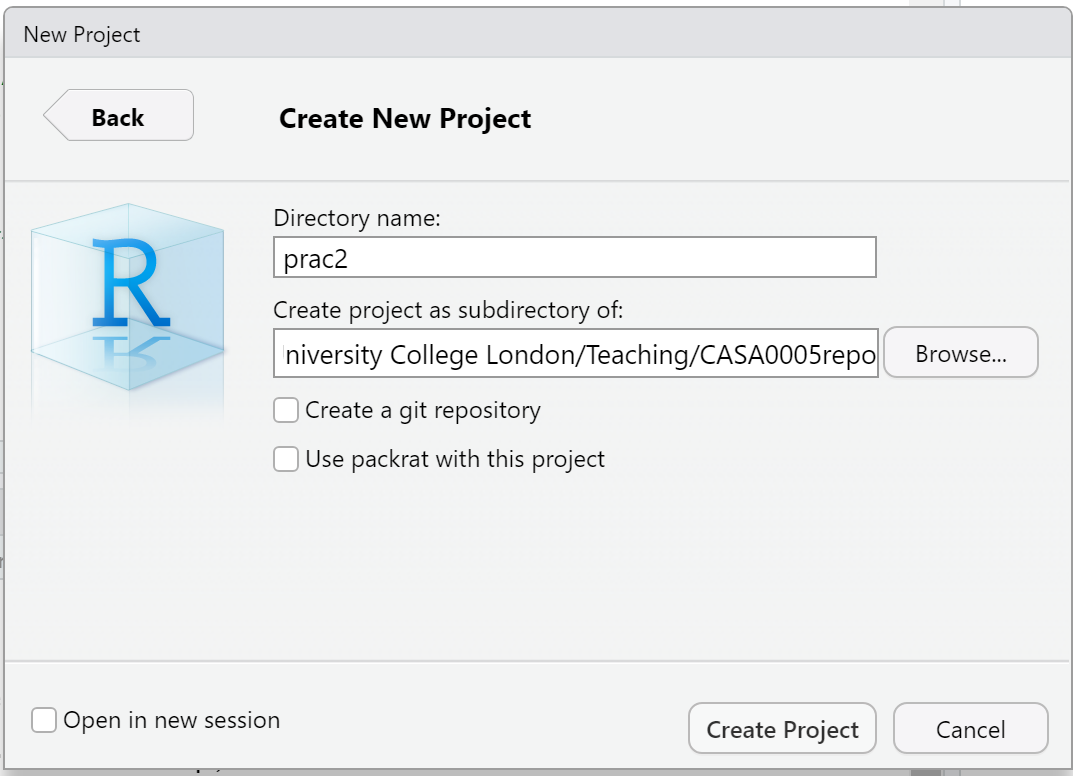 New Project
Back
Create New Project
R
Directory name:
prac2
Create project as subdirectory of:
niversity College London/Teaching/CASA0005repo
Browse...
Create a git repository
Use packrat with this project
Open in new session
Create Project
Cancel